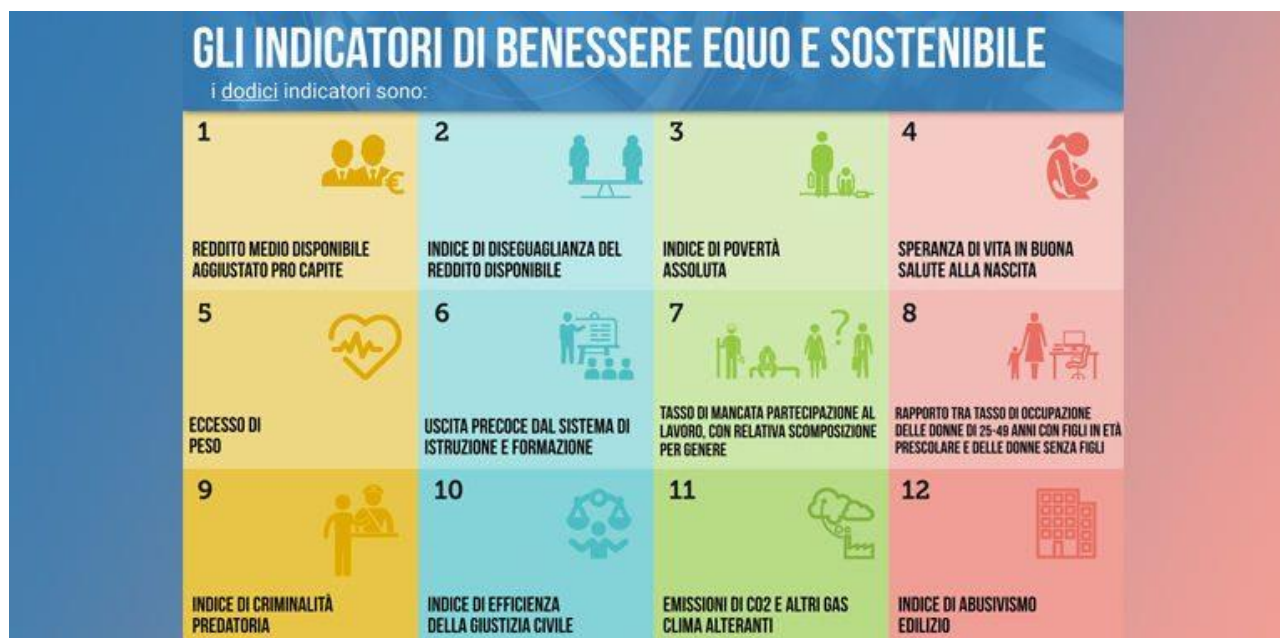 GLI INDICATORI DI BENESSERE EQUO E SOSTENIBILE
i dodici indicatori sono:
1
REDDITO MEDIO DISPONIBILE
AGGIUSTATO PRO CAPITE
2
INDICE DI DISEGUAGLIANZA DEL
REDDITO DISPONIBILE
3
INDICE DI POVERTÀ
ASSOLUTA
4
SPERANZA DI VITA IN BUONA
SALUTE ALLA NASCITA
5
ECCESSO DI
PESO
6
USCITA PRECOCE DAL SISTEMA DI
ISTRUZIONE E FORMAZIONE
7
?
TASSO DI MANCATA PARTECIPAZIONE AL
LAVORO, CON RELATIVA SCOMPOSIZIONE
PER GENERE
8
RAPPORTO TRA TASSO DI OCCUPAZIONE
DELLE DONNE DI 25-49 ANNI CON FIGLI IN ETÀ
PRESCOLARE E DELLE DONNE SENZA FIGLI
9
INDICE DI CRIMINALITÀ
PREDATORIA
10
INDICE DI EFFICIENZA
DELLA GIUSTIZIA CIVILE
11
EMISSIONI DI CO2 E ALTRI GAS
CLIMA ALTERANTI
12
INDICE DI ABUSIVISMO
EDILIZIO